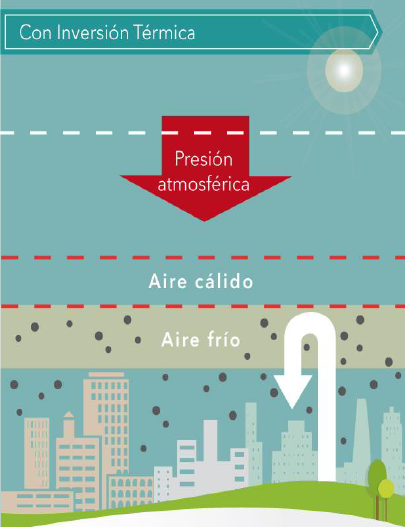 Con Inversión Térmica
Presión
atmosférica
Aire cálido
Aire frío